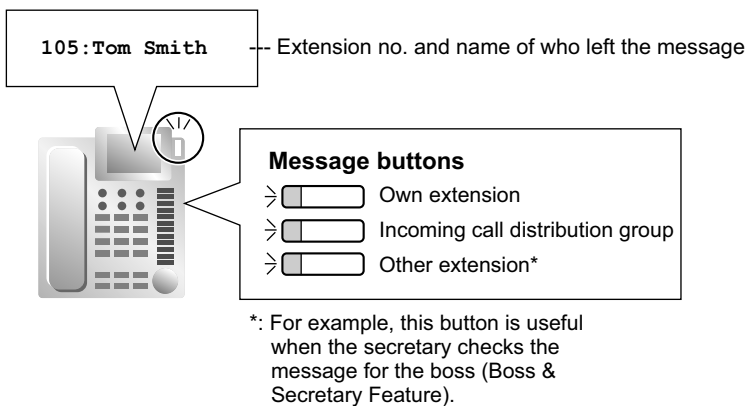 105:Tom Smith --- Extension no. and name of who left the message
Message buttons
Own extension
Incoming call distribution group
Other extension*
*: For example, this button is useful
when the secretary checks the
message for the boss (Boss &
Secretary Feature).